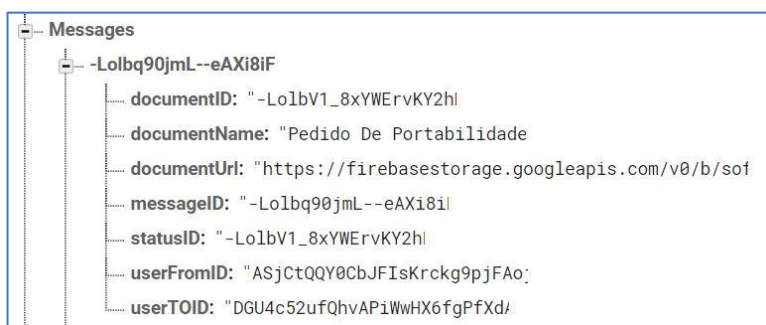 Messages
-Lolbq90jmL--eAXi8iF
documentID: "-LolbV1_8xYWErvKY2h
documentName: "Pedido De Portabilidade
documentUrl: "https://firebasestorage.googleapis.com/v0/b/sof
messageID: "-Lolbq90jmL--eAXi8i
statusID: "-LolbV1_8xYWErvKY2h
userFromID: "ASjCtQQY0CbJFIsKrckg9pjFAo
userTOID: "DGU4c52ufQhvAPiWwHX6fgPfXd